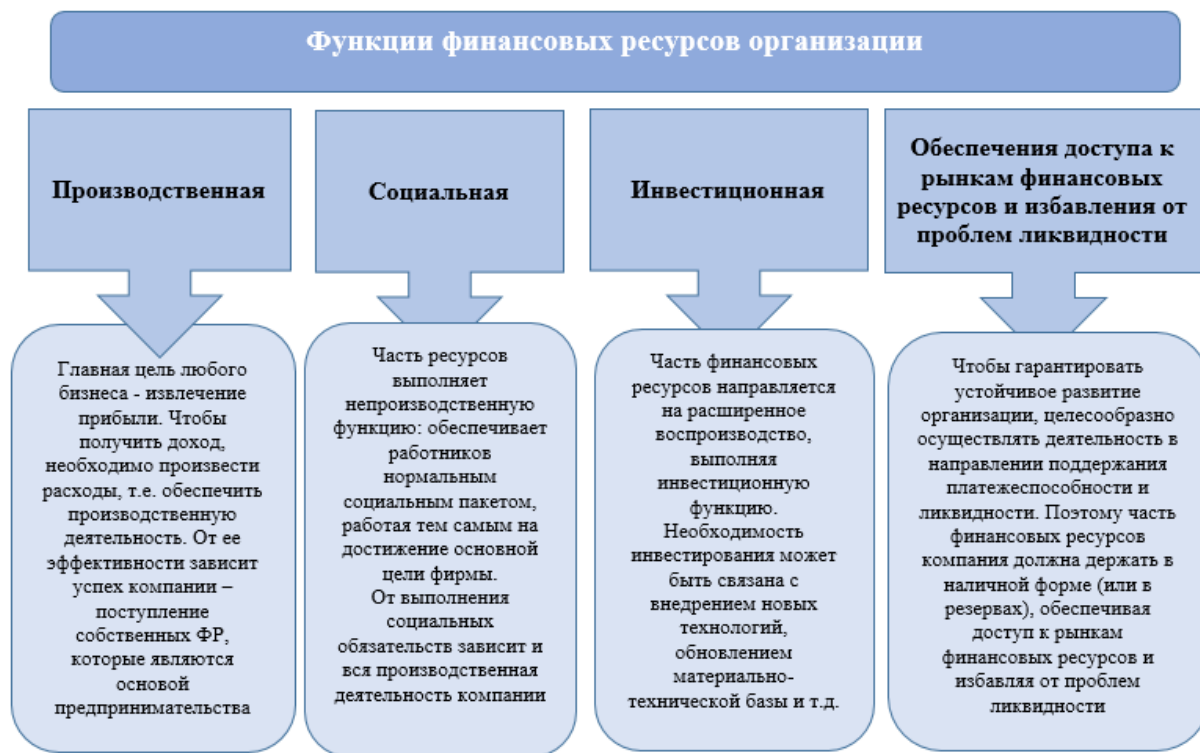 Функции финансовых ресурсов организации
Производственная
Социальная
Инвестиционная
Обеспечения доступа к
рынкам финансовых
ресурсов и избавления от
проблем ликвидности
Главная цель любого
бизнеса - извлечение
прибыли. Чтобы
получить доход,
необходимо произвести
расходы, т.е. обеспечить
производственную
деятельность. От ее
эффективности зависит
успех компании –
поступление
собственных ФР,
которые являются
основой
предпринимательства
Часть ресурсов
выполняет
непроизводственную
функцию: обеспечивает
работников
нормальным
социальным пакетом,
работая тем самым на
достижение основной
цели фирмы.
От выполнения
социальных
обязательств зависит и
вся производственная
деятельность компании
Часть финансовых
ресурсов направляется
на расширенное
воспроизводство,
выполняя
инвестиционную
функцию.
Необходимость
инвестирования может
быть связана с
внедрением новых
технологий,
обновлением
материально-
технической базы и т.д.
Чтобы гарантировать
устойчивое развитие
организации, целесообразно
осуществлять деятельность в
направлении поддержания
платежеспособности и
ликвидности. Поэтому часть
финансовых ресурсов
компания должна держать в
наличной форме (или в
резервах), обеспечивая
доступ к рынкам
финансовых ресурсов и
избавляя от проблем
ликвидности